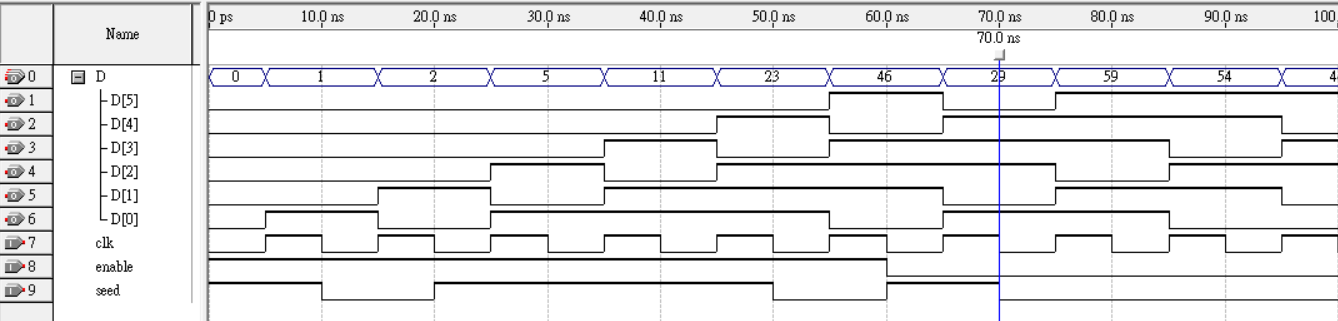 Name
0 ps 10.0 ns 20.0 ns 30.0 ns 40.0 ns 50.0 ns 60.0 ns 70.0 ns 80.0 ns 90.0 ns 100
70.0 ns
0 D 0 1 2 5 11 23 46 29 59 54 4
1 D[5]
2 D[4]
3 D[3]
4 D[2]
5 D[1]
6 D[0]
7 clk
8 enable
9 seed